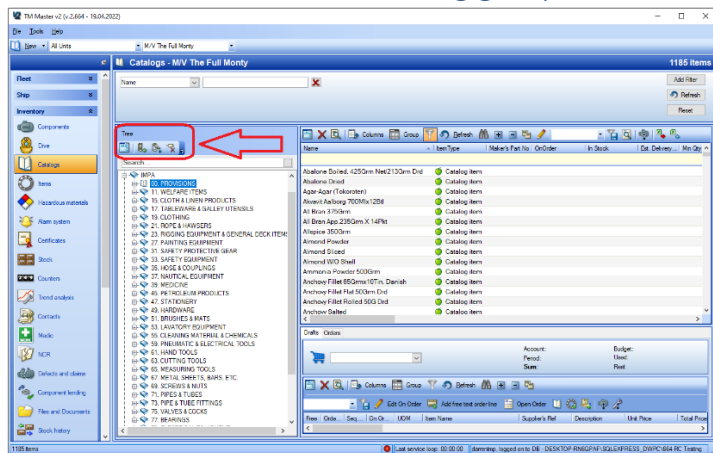 TM Master v2 (v.2.664 - 19.04.2022)
File Tools Help
New All Units M/V The Full Monty
Catalogs - M/V The Full Monty 1185 items
Fleet
Ship
Inventory
Components
Dive
Catalogs
Items
Hazardous materials
Alarm system
Certificates
Stock
Counters
Trend analysis
Contacts
Medic
NCR
Defects and claims
Component lending
Files and Documents
Stock history
Name
Add Filter
Refresh
Reset
Tree
Search...
IMPA
00. PROVISIONS
11. WELFARE ITEMS
15. CLOTH & LINEN PRODUCTS
17. TABLEWARE & GALLEY UTENSILS
19. CLOTHING
21. ROPE & HAWSERS
23. RIGGING EQUIPMENT & GENERAL DECK ITEMS
27. PAINTING EQUIPMENT
31. SAFETY PROTECTIVE GEAR
33. SAFETY EQUIPMENT
35. HOSE & COUPLINGS
37. NAUTICAL EQUIPMENT
39. MEDICINE
45. PETROLEUM PRODUCTS
47. STATIONERY
49. HARDWARE
51. BRUSHES & MATS
53. LAVATORY EQUIPMENT
55. CLEANING MATERIAL & CHEMICALS
59. PNEUMATIC & ELECTRICAL TOOLS
61. HAND TOOLS
63. CUTTING TOOLS
65. MEASURING TOOLS
67. METAL SHEETS, BARS, ETC.
69. SCREWS & NUTS
71. PIPES & TUBES
73. PIPE & TUBE FITTINGS
75. VALVES & COCKS
77. BEARINGS
Columns Group Refresh
Name ItemType Maker's Part No OnOrder In Stock Est. Delivery... Min Qty
Abalone Boiled, 425Grm Net/213Grm Drd Catalog item
Abalone Dried Catalog item
Agar-Agar (Tokoroten) Catalog item
Akvavit Aalborg 700Mlx12Btl Catalog item
All Bran 375Grm Catalog item
All Bran App.235Grm X 14Pkt Catalog item
Allspice 350Grm Catalog item
Almond Powder Catalog item
Almond Sliced Catalog item
Almond W/O Shell Catalog item
Ammonia Powder 500Grm Catalog item
Anchovy Fillet 65Grmx10Tin, Danish Catalog item
Anchovy Fillet Flat 50Grm Drd Catalog item
Anchovy Fillet Rolled 50G Drd Catalog item
Anchovy Salted Catalog item
Drafts Orders
Account: Budget:
Period: Used:
Sum: Rest:
Columns Group Refresh
Edit On Order Add free text order line Open Order
Free Orde... Seq... On Or... UOM Item Name Supplier's Ref Description Unit Price Total Price
1185 items Last service loop: 00:00:00